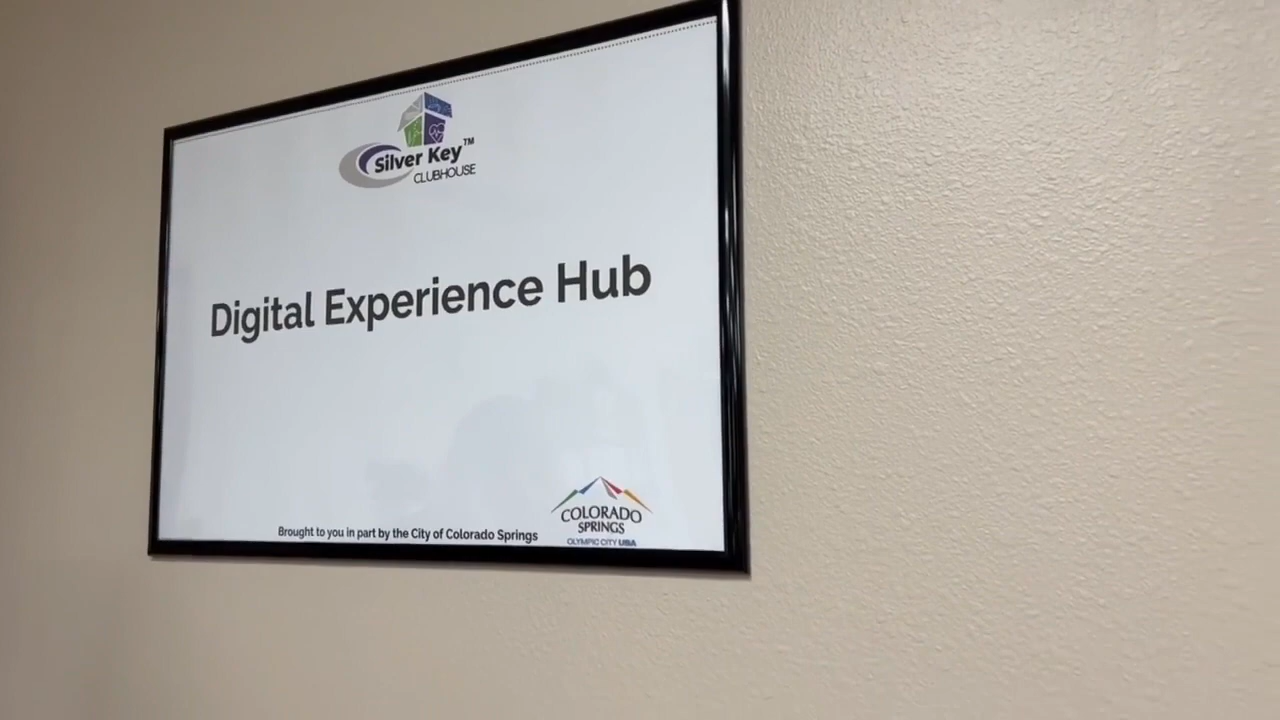 Silver Key™
CLUBHOUSE
Digital Experience Hub
Brought to you in part by the City of Colorado Springs
COLORADO
SPRINGS
OLYMPIC CITY USA